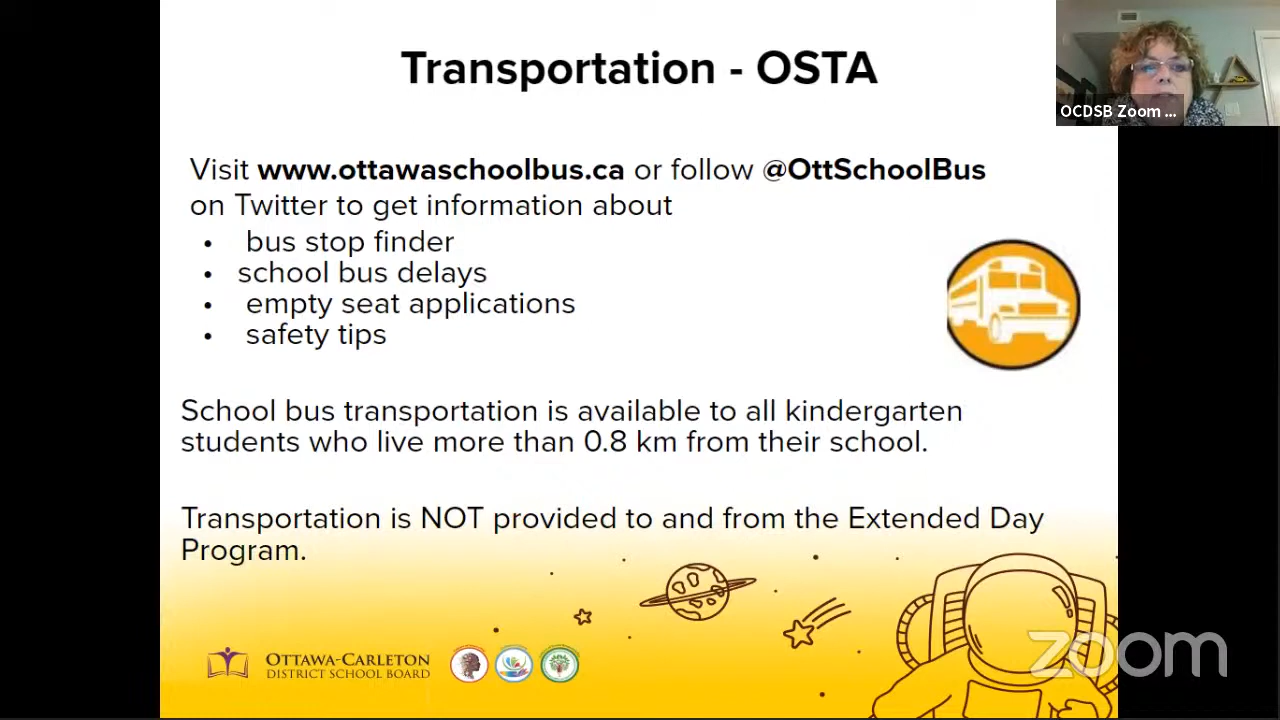 Transportation - OSTA
OCDSB Zoom ...
Visit www.ottawaschoolbus.ca or follow @OttSchoolBus
on Twitter to get information about
• bus stop finder
• school bus delays
• empty seat applications
• safety tips
School bus transportation is available to all kindergarten
students who live more than 0.8 km from their school.
Transportation is NOT provided to and from the Extended Day
Program.
OTTAWA-CARLETON
DISTRICT SCHOOL BOARD
zoom